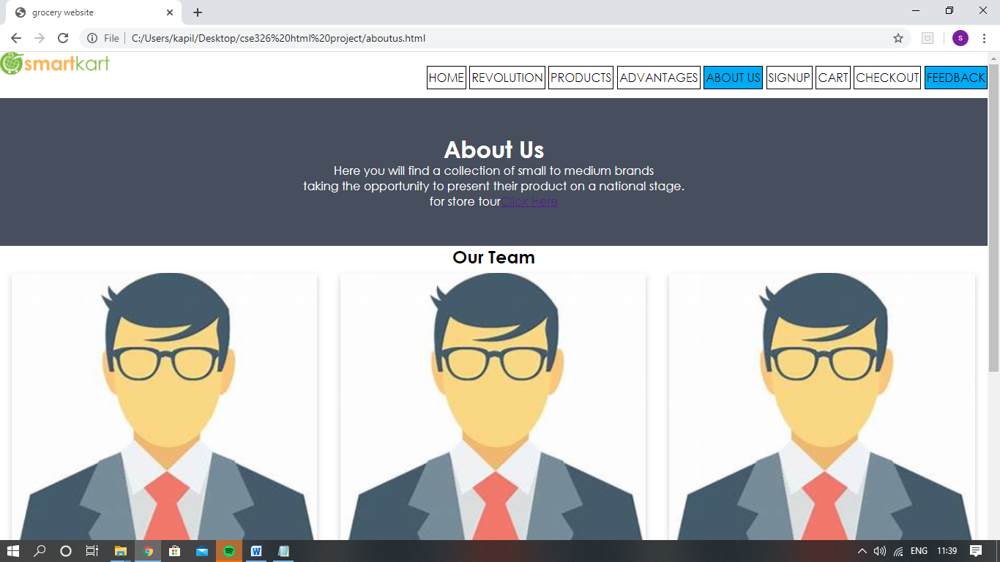 grocery website
File C:/Users/kapil/Desktop/cse326%20html%20project/aboutus.html
s
smartkart
HOME REVOLUTION PRODUCTS ADVANTAGES ABOUT US SIGNUP CART CHECKOUT FEEDBACK
About Us
Here you will find a collection of small to medium brands
taking the opportunity to present their product on a national stage.
for store tourClick Here
Our Team
ENG 11:39